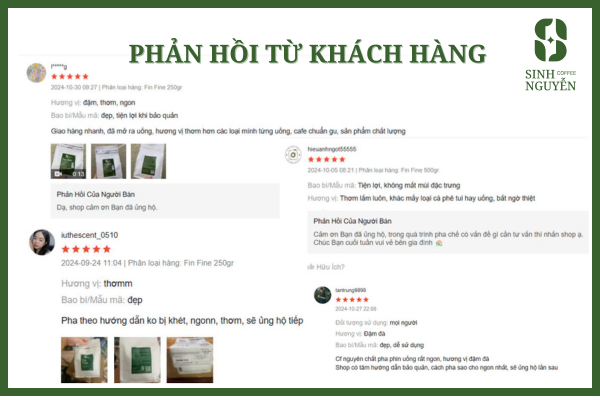 PHẢN HỒI TỪ KHÁCH HÀNG
SINH COFFEE
NGUYỄN
l*****g
2024-10-30 09:27 | Phân loại hàng: Fin Fine 250gr
Hương vị: đậm, thơm, ngon
Bao bì/Mẫu mã: đẹp, tiện lợi khi bảo quản
Giao hàng nhanh, đã mở ra uống, hương vị thơm hơn các loại mình từng uống, cafe chuẩn gu, sản phẩm chất lượng
0:13
Phản Hồi Của Người Bán
Dạ, shop cảm ơn Bạn đã ủng hộ.
hieuanhngot55555
2024-10-05 08:21 | Phân loại hàng: Fin Fine 500gr
Bao bì/Mẫu mã: Tiện lợi, không mất mùi đặc trưng
Hương vị: Thơm lắm luôn, khác mấy loại cà phê tui hay uống, bất ngờ thiệt
Phản Hồi Của Người Bán
Cảm ơn Bạn đã ủng hộ, trong quá trình pha chế có vấn đề gì cần tư vấn thì nhắn shop ạ.
Chúc Bạn cuối tuần vui vẻ bên gia đình
Hữu Ích?
iuthescent_0510
2024-09-24 11:04 | Phân loại hàng: Fin Fine 250gr
Hương vị: thơmm
Bao bì/Mẫu mã: đẹp
Pha theo hướng dẫn ko bị khét, ngonn, thơm, sẽ ủng hộ tiếp
tantrung9898
2024-10-27 22:56
Đối tượng sử dụng: mọi người
Hương vị: Đậm đà
Bao bì/Mẫu mã: đẹp, dễ sử dụng
Cf nguyên chất pha phin uống rất ngon, hương vị đậm đà
Shop có tám hướng dẫn bảo quản, cách pha sao cho ngon nhất, sẽ ủng hộ lần sau